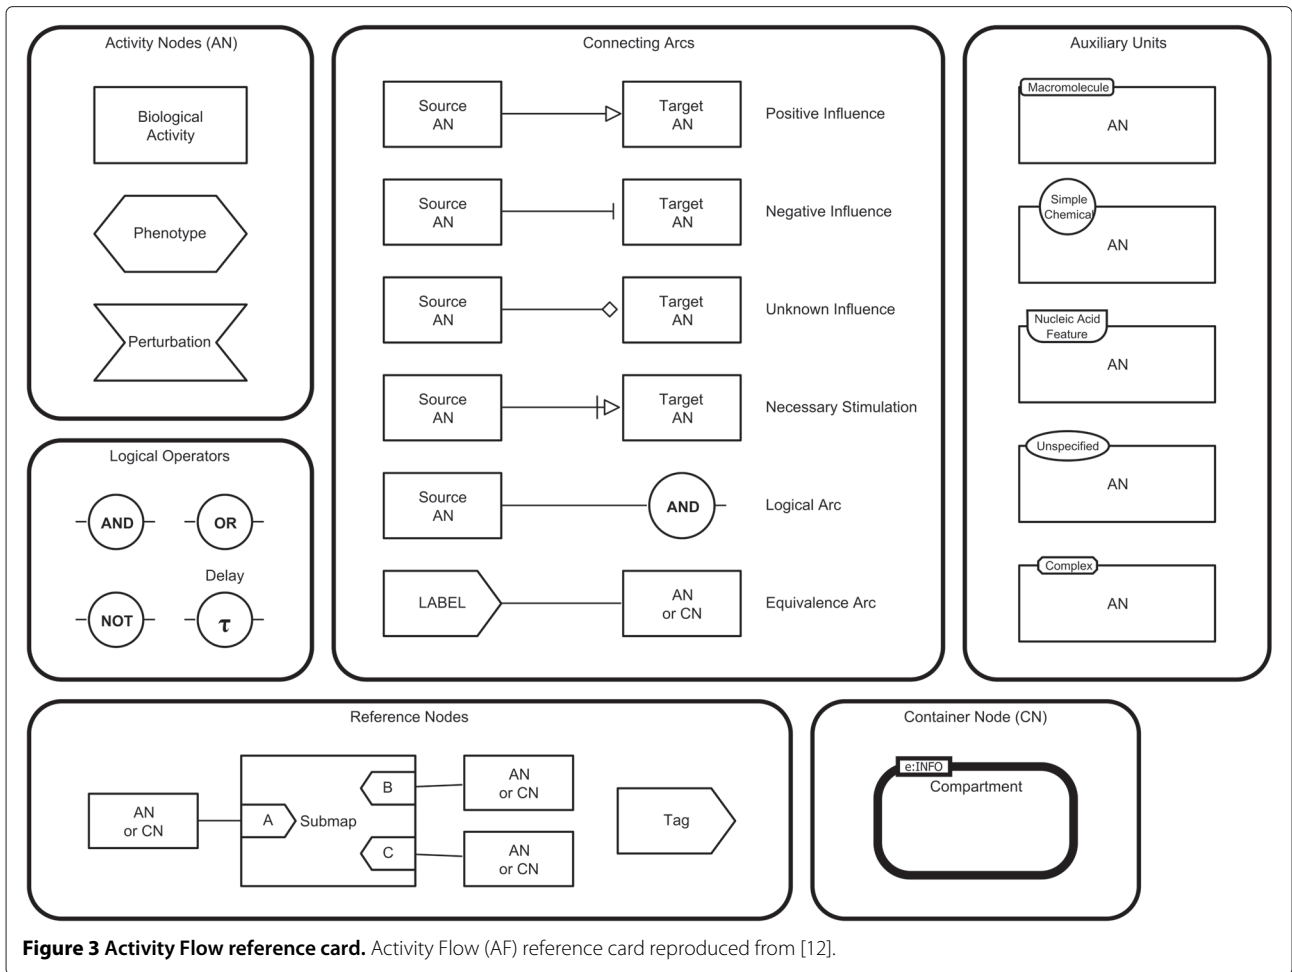 Activity Nodes (AN)
Biological
Activity
Phenotype
Perturbation
Logical Operators
AND
OR
Delay
NOT
τ
Connecting Arcs
Source
AN
Target
AN
Positive Influence
Source
AN
Target
AN
Negative Influence
Source
AN
Target
AN
Unknown Influence
Source
AN
Target
AN
Necessary Stimulation
Source
AN
AND
Logical Arc
LABEL
AN
or CN
Equivalence Arc
Auxiliary Units
Macromolecule
AN
Simple
Chemical
AN
Nucleic Acid
Feature
AN
Unspecified
AN
Complex
AN
Reference Nodes
AN
or CN
A
Submap
B
C
AN
or CN
AN
or CN
Tag
Container Node (CN)
e:INFO
Compartment
Figure 3 Activity Flow reference card. Activity Flow (AF) reference card reproduced from [12].